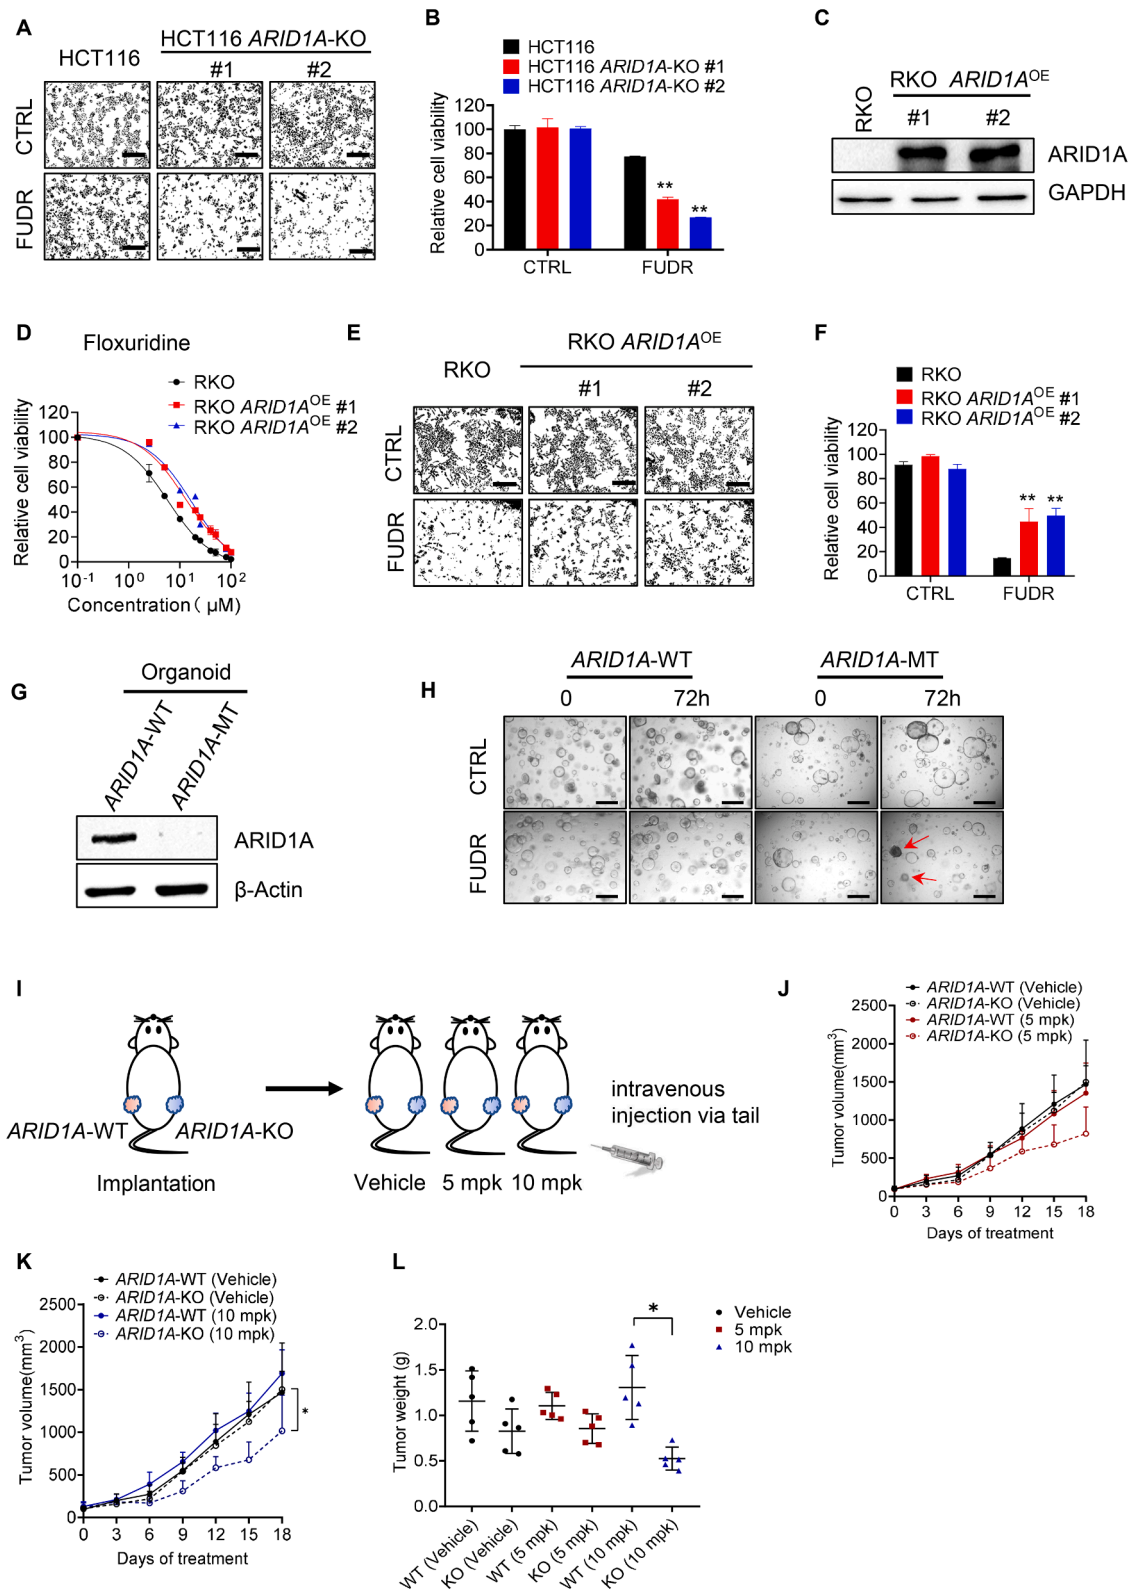 A
HCT116
HCT116 ARID1A-KO
#1
#2
CTRL
FUDR
B
HCT116
HCT116 ARID1A-KO #1
HCT116 ARID1A-KO #2
Relative cell viability
120
100
80
60
40
20
0
**
**
CTRL
FUDR
C
RKO
RKO ARID1A^OE
#1
#2
ARID1A
GAPDH
D
Floxuridine
RKO
RKO ARID1A^OE #1
RKO ARID1A^OE #2
Relative cell viability
120
100
80
60
40
20
0
10^-1
10^0
10^1
10^2
Concentration( μM)
E
RKO
RKO ARID1A^OE
#1
#2
CTRL
FUDR
F
RKO
RKO ARID1A^OE #1
RKO ARID1A^OE #2
Relative cell viability
120
100
80
60
40
20
0
**
**
CTRL
FUDR
G
Organoid
ARID1A-WT
ARID1A-MT
ARID1A
β-Actin
H
ARID1A-WT
ARID1A-MT
0
72h
0
72h
CTRL
FUDR
I
ARID1A-WT
ARID1A-KO
Implantation
Vehicle
5 mpk
10 mpk
intravenous
injection via tail
J
ARID1A-WT (Vehicle)
ARID1A-KO (Vehicle)
ARID1A-WT (5 mpk)
ARID1A-KO (5 mpk)
Tumor volume(mm^3)
2500
2000
1500
1000
500
0
0 3 6 9 12 15 18
Days of treatment
K
ARID1A-WT (Vehicle)
ARID1A-KO (Vehicle)
ARID1A-WT (10 mpk)
ARID1A-KO (10 mpk)
Tumor volume(mm^3)
2500
2000
1500
1000
500
0
*
0 3 6 9 12 15 18
Days of treatment
L
Vehicle
5 mpk
10 mpk
*
Tumor weight (g)
2.0
1.5
1.0
0.5
0.0
WT (Vehicle)
KO (Vehicle)
WT (5 mpk)
KO (5 mpk)
WT (10 mpk)
KO (10 mpk)